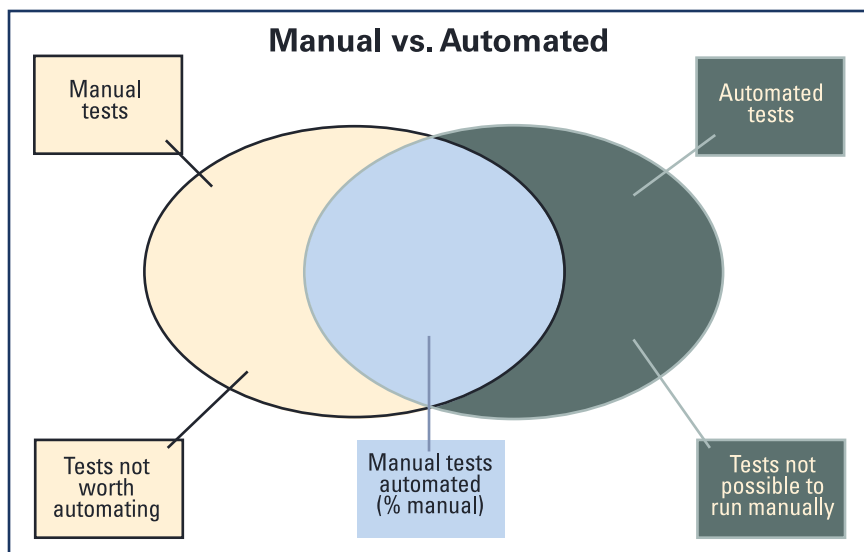 Manual vs. Automated
Manual
tests
Automated
tests
Tests not
worth
automating
Manual tests
automated
(% manual)
Tests not
possible to
run manually